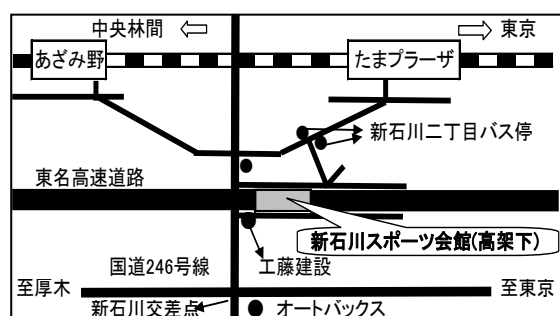 中央林間
東京
あざみ野
たまプラーザ
新石川二丁目バス停
東名高速道路
新石川スポーツ会館(高架下)
国道246号線
工藤建設
至厚木
至東京
新石川交差点
オートバックス